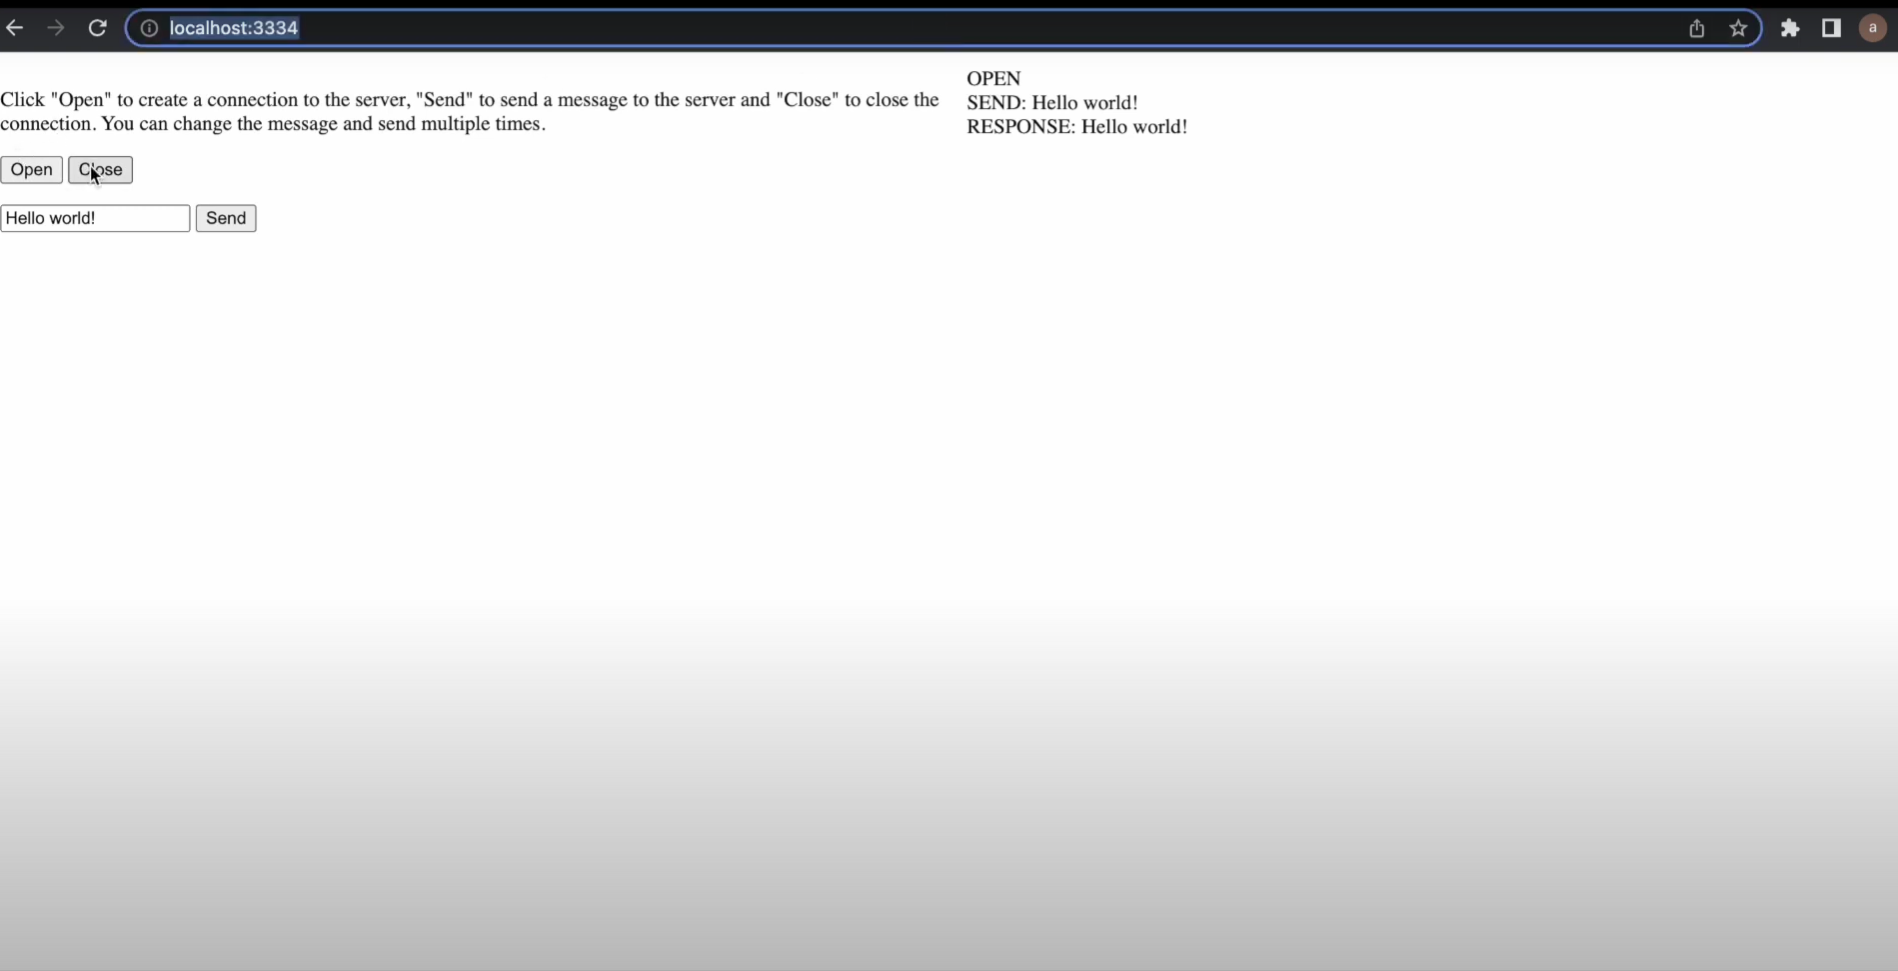 localhost:3334
a
Click "Open" to create a connection to the server, "Send" to send a message to the server and "Close" to close the
connection. You can change the message and send multiple times.
Open Close
Hello world! Send
OPEN
SEND: Hello world!
RESPONSE: Hello world!